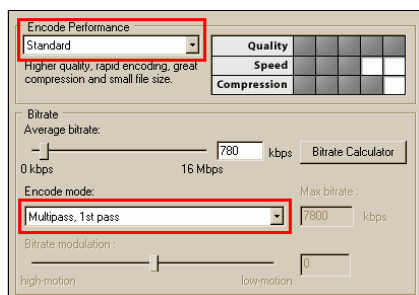 Encode Performance
Standard
Higher quality, rapid encoding, great
compression and small file size.
Quality
Speed
Compression
Bitrate
Average bitrate:
780 kbps
Bitrate Calculator
0 kbps 16 Mbps
Encode mode:
Max bitrate :
Multipass, 1st pass
7800 kbps
Bitrate modulation :
0
high-motion low-motion